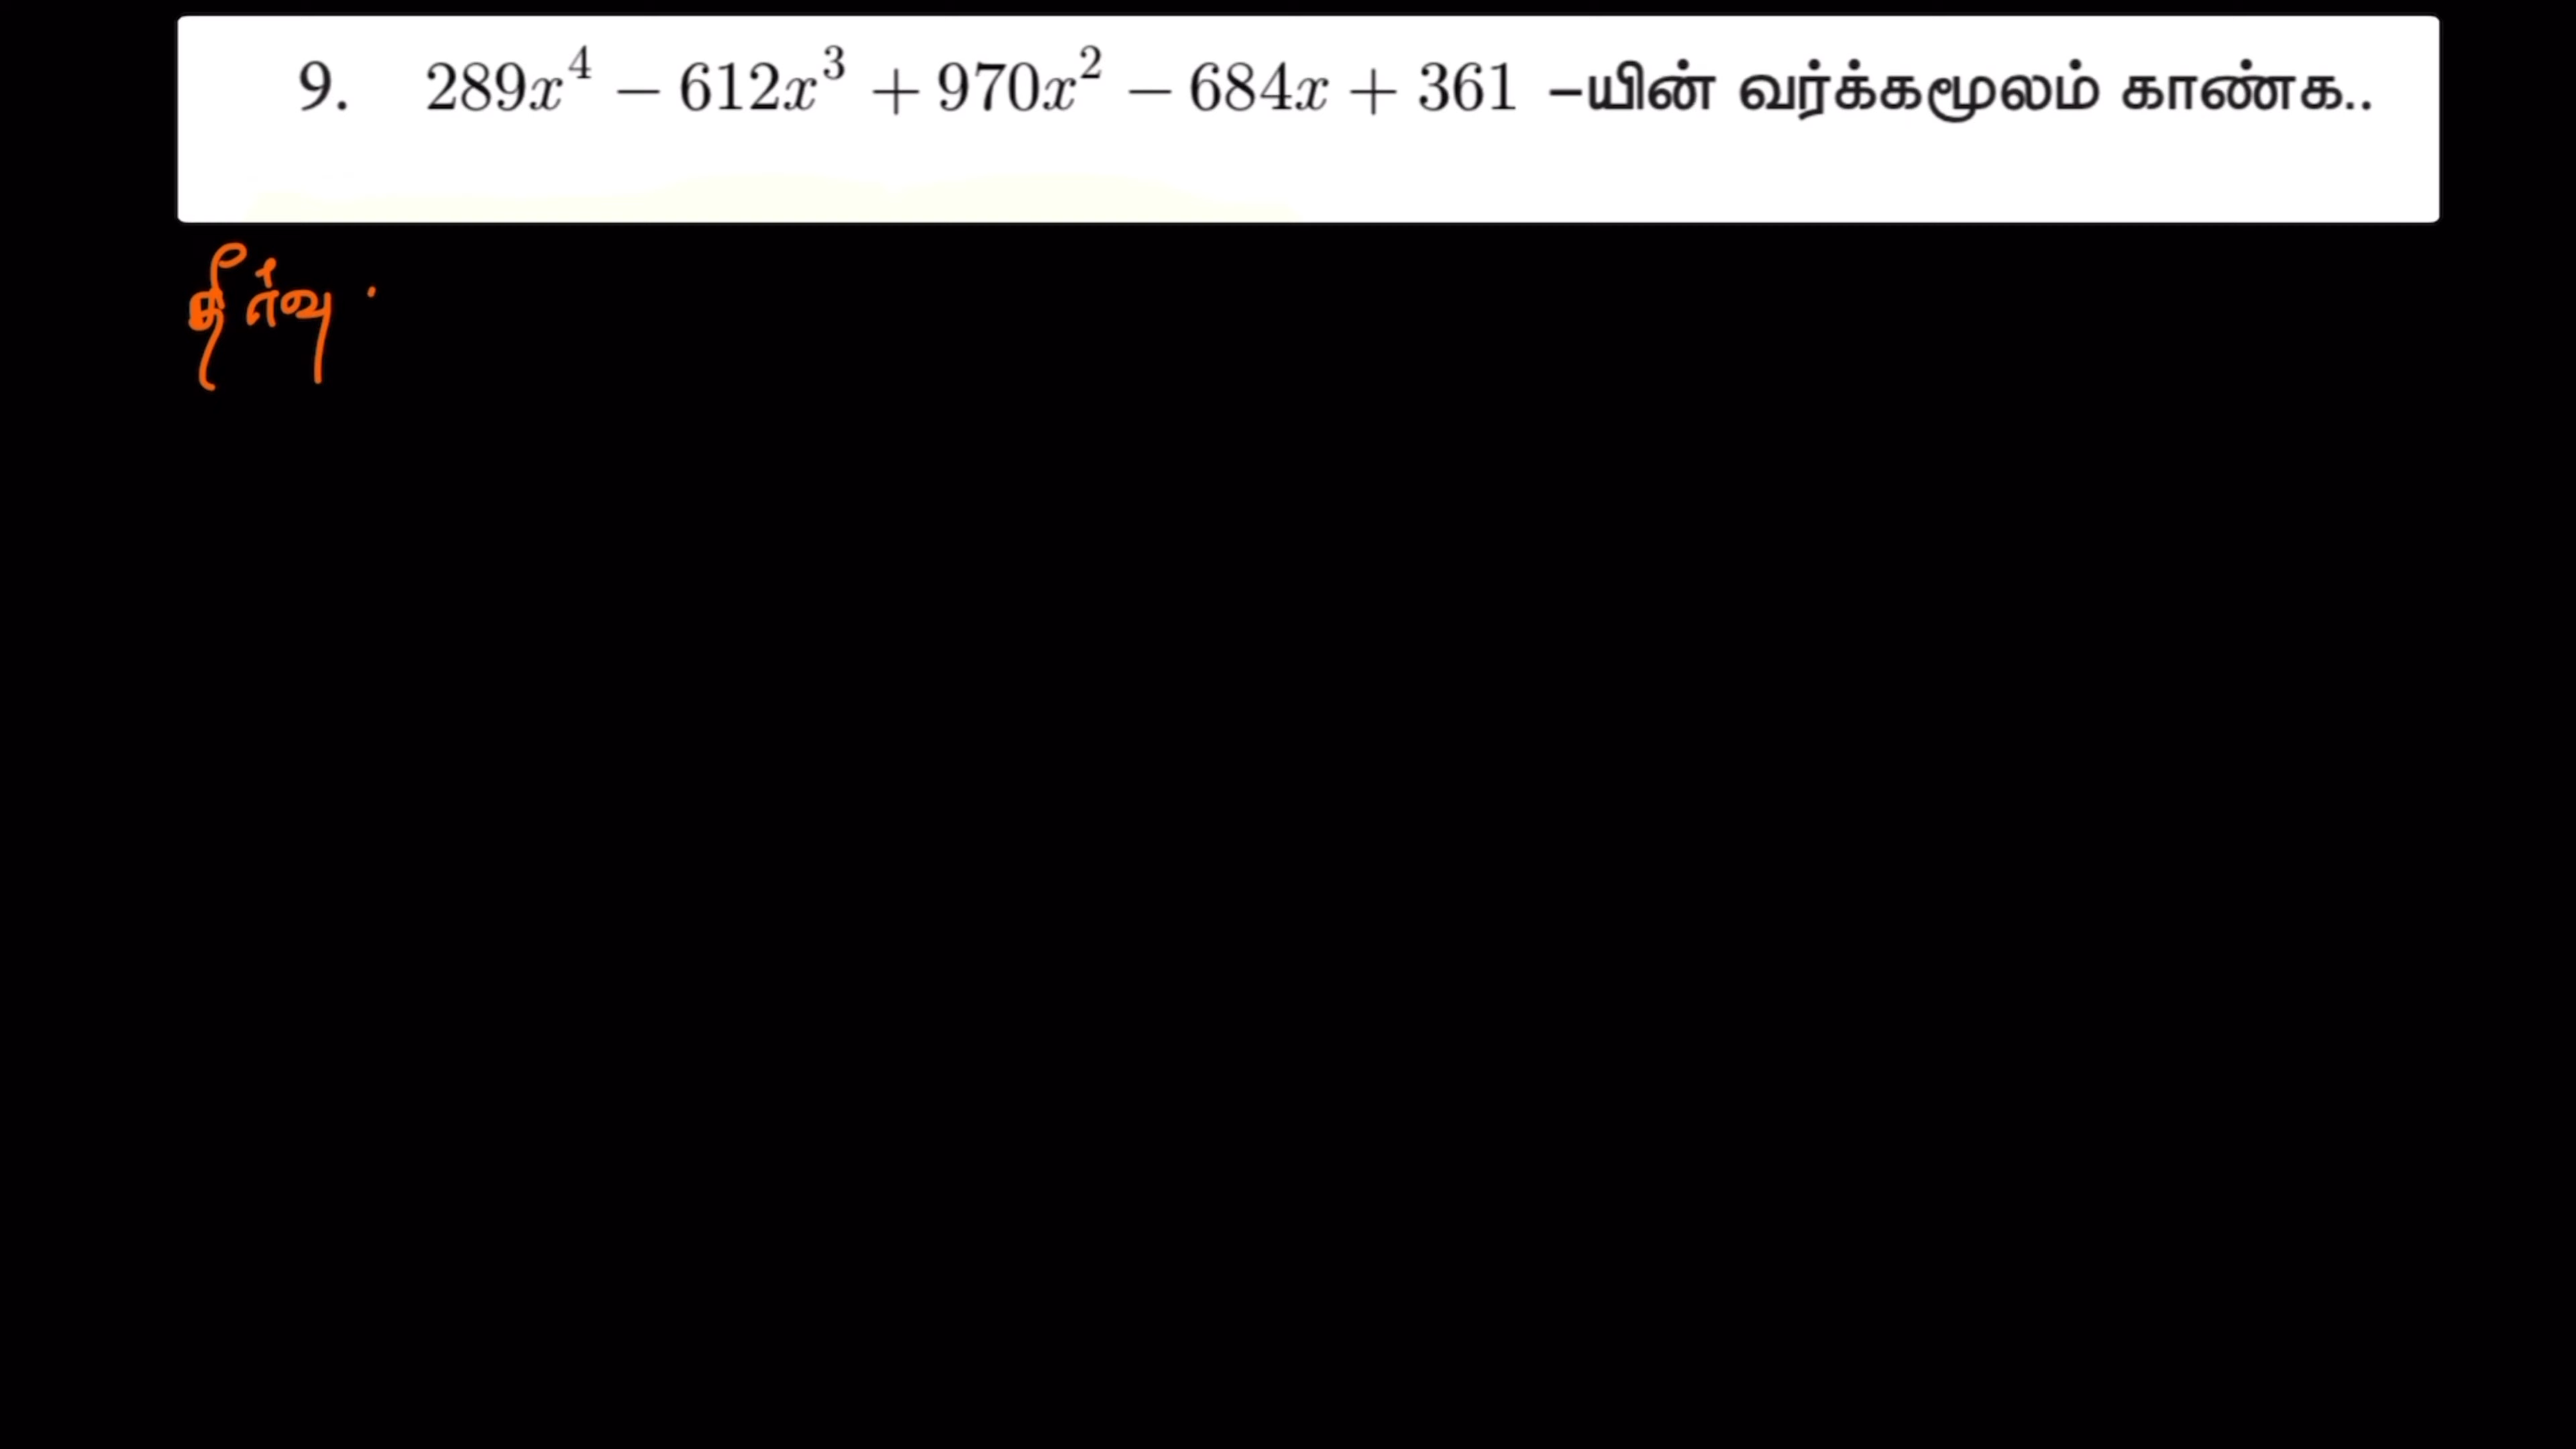 9. 289x⁴ − 612x³ + 970x² − 684x + 361 −யின் வர்க்கமூலம் காண்க..
தீர்வு .